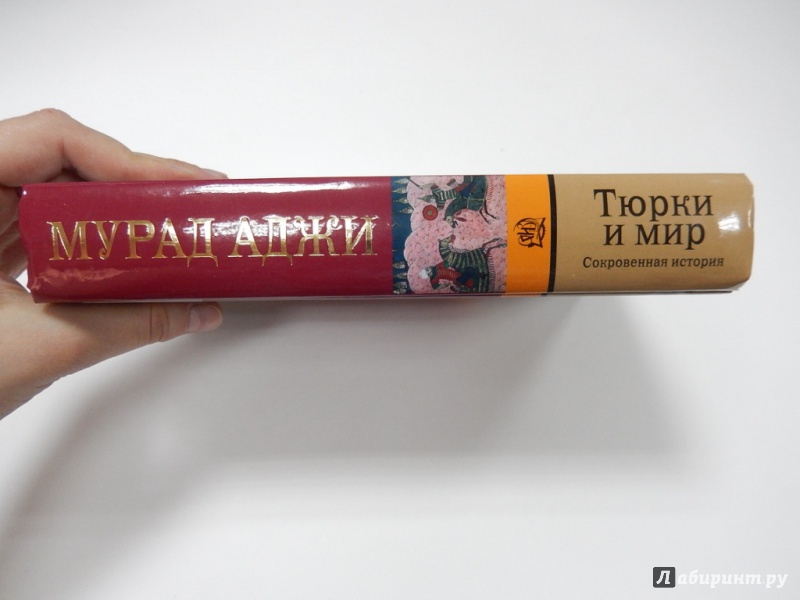 МУРАД АДЖИ
Тюрки
и мир
Сокровенная история
Лабиринт.ру